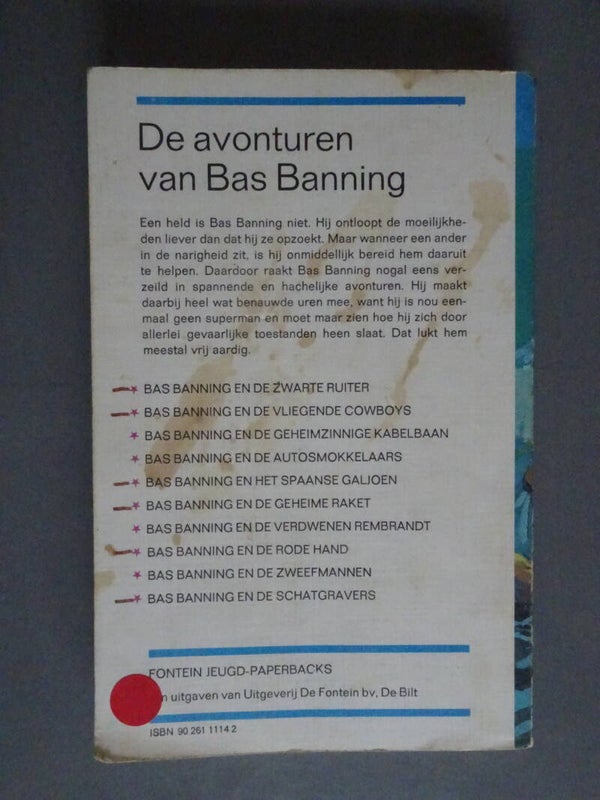 De avonturen
van Bas Banning
Een held is Bas Banning niet. Hij ontloopt de moeilijkhe-
den liever dan dat hij ze opzoekt. Maar wanneer een ander
in de narigheid zit, is hij onmiddellijk bereid hem daaruit
te helpen. Daardoor raakt Bas Banning nogal eens ver-
zeild in spannende en hachelijke avonturen. Hij maakt
daarbij heel wat benauwde uren mee, want hij is nou een-
maal geen superman en moet maar zien hoe hij zich door
allerlei gevaarlijke toestanden heen slaat. Dat lukt hem
meestal vrij aardig.
BAS BANNING EN DE ZWARTE RUITER
BAS BANNING EN DE VLIEGENDE COWBOYS
BAS BANNING EN DE GEHEIMZINNIGE KABELBAAN
BAS BANNING EN DE AUTOSMOKKELAARS
BAS BANNING EN HET SPAANSE GALJOEN
BAS BANNING EN DE GEHEIME RAKET
BAS BANNING EN DE VERDWENEN REMBRANDT
BAS BANNING EN DE RODE HAND
BAS BANNING EN DE ZWEEFMANNEN
BAS BANNING EN DE SCHATGRAVERS
FONTEIN JEUGD-PAPERBACKS
uitgaven van Uitgeverij De Fontein bv, De Bilt
ISBN 90 261 1114 2